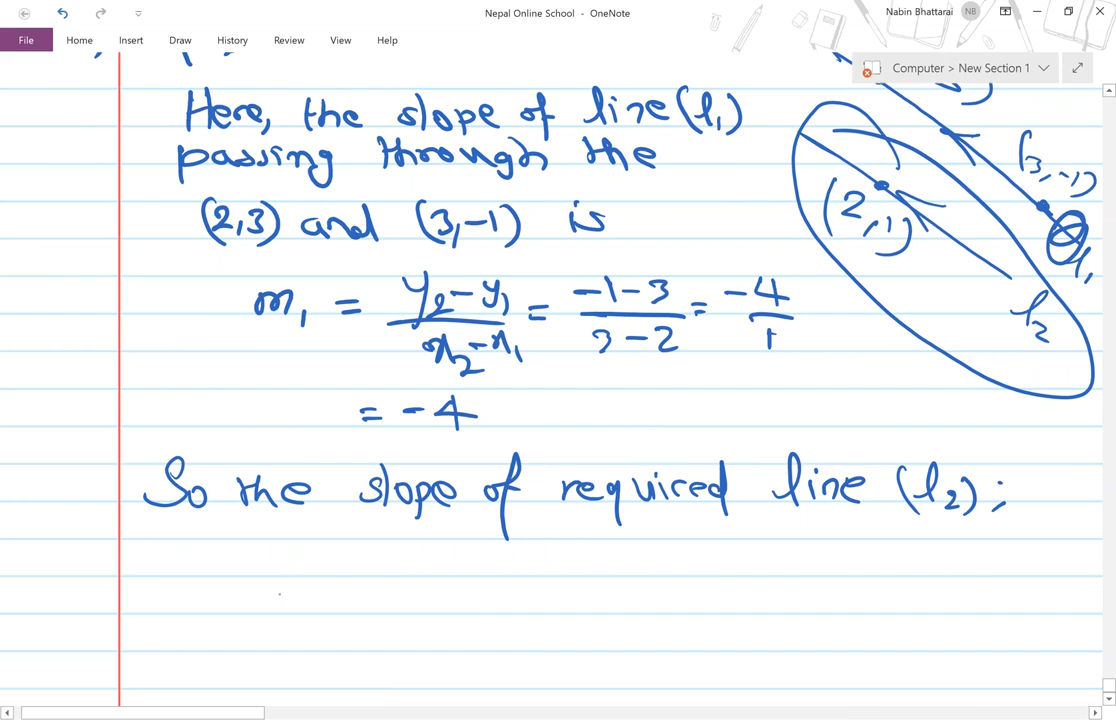 Nepal Online School - OneNote
Nabin Bhattarai NB
File Home Insert Draw History Review View Help
Computer > New Section 1
Here, the slope of line (l₁)
passing through the
(2,3) and (3,-1) is
m₁ = y₂-y₁/x₂-x₁ = -1-3/3-2 = -4/1
= -4
So the slope of required line (l₂);
(3,-1)
(2,1)
l₁
l₂